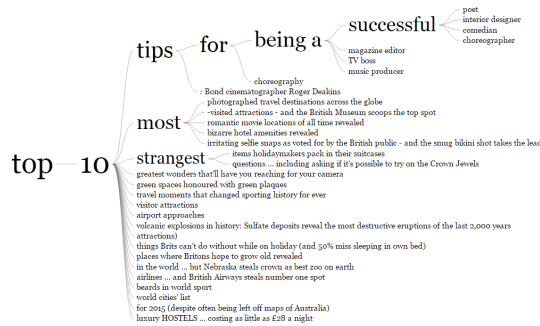 top
10
tips
for
being a
successful
poet
interior designer
comedian
choreographer
magazine editor
TV boss
music producer
choreography
: Bond cinematographer Roger Deakins
most
photographed travel destinations across the globe
-visited attractions - and the British Museum scoops the top spot
romantic movie locations of all time revealed
bizarre hotel amenities revealed
irritating selfie snaps as voted for by the British public - and the smug bikini shot takes the lead
strangest
items holidaymakers pack in their suitcases
questions ... including asking if it's possible to try on the Crown Jewels
greatest wonders that'll have you reaching for your camera
green spaces honoured with green plaques
travel moments that changed sporting history for ever
visitor attractions
airport approaches
volcanic explosions in history: Sulfate deposits reveal the most destructive eruptions of the last 2,000 years
attractions)
things Brits can't do without while on holiday (and 50% miss sleeping in own bed)
places where Britons hope to grow old revealed
in the world ... but Nebraska steals crown as best zoo on earth
airlines ... and British Airways steals number one spot
beards in world sport
world cities' list
for 2015 (despite often being left off maps of Australia)
luxury HOSTELS ... costing as little as £28 a night